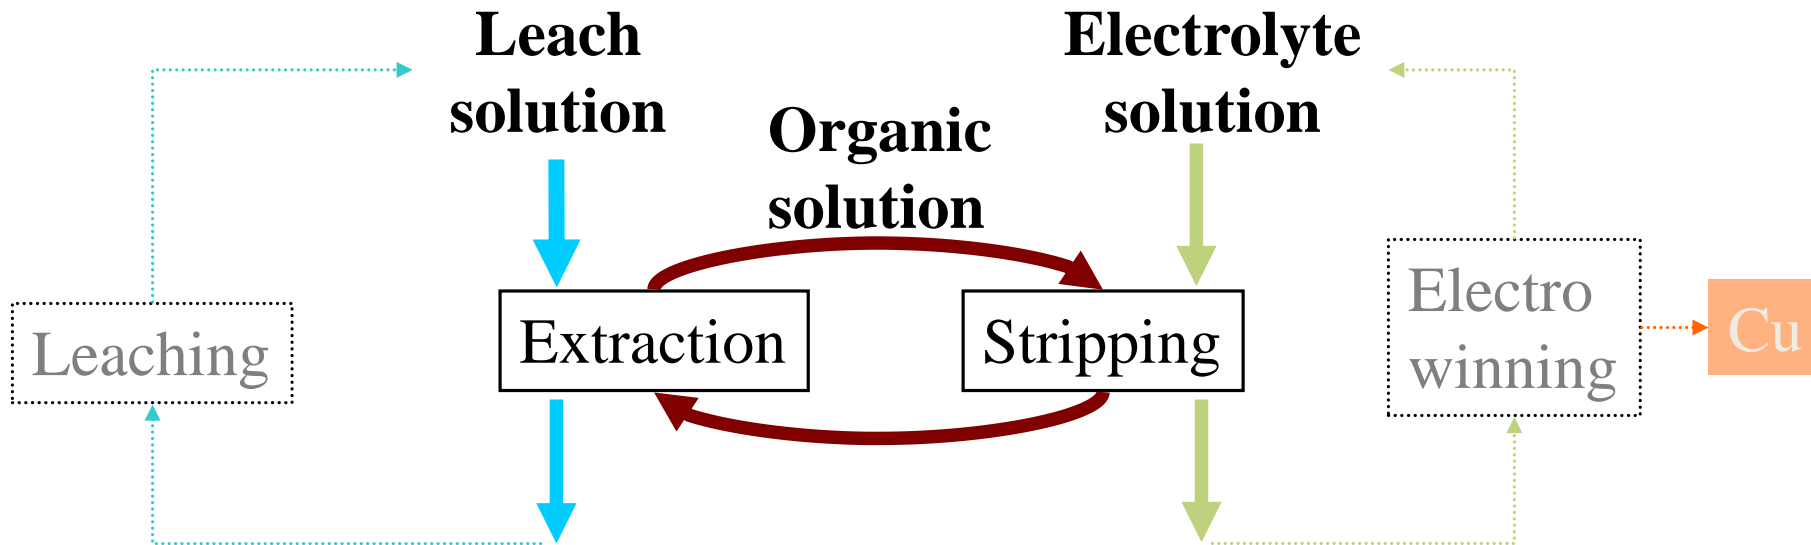 Leach
solution
Electrolyte
solution
Organic
solution
Leaching
Extraction
Stripping
Electro
winning
Cu